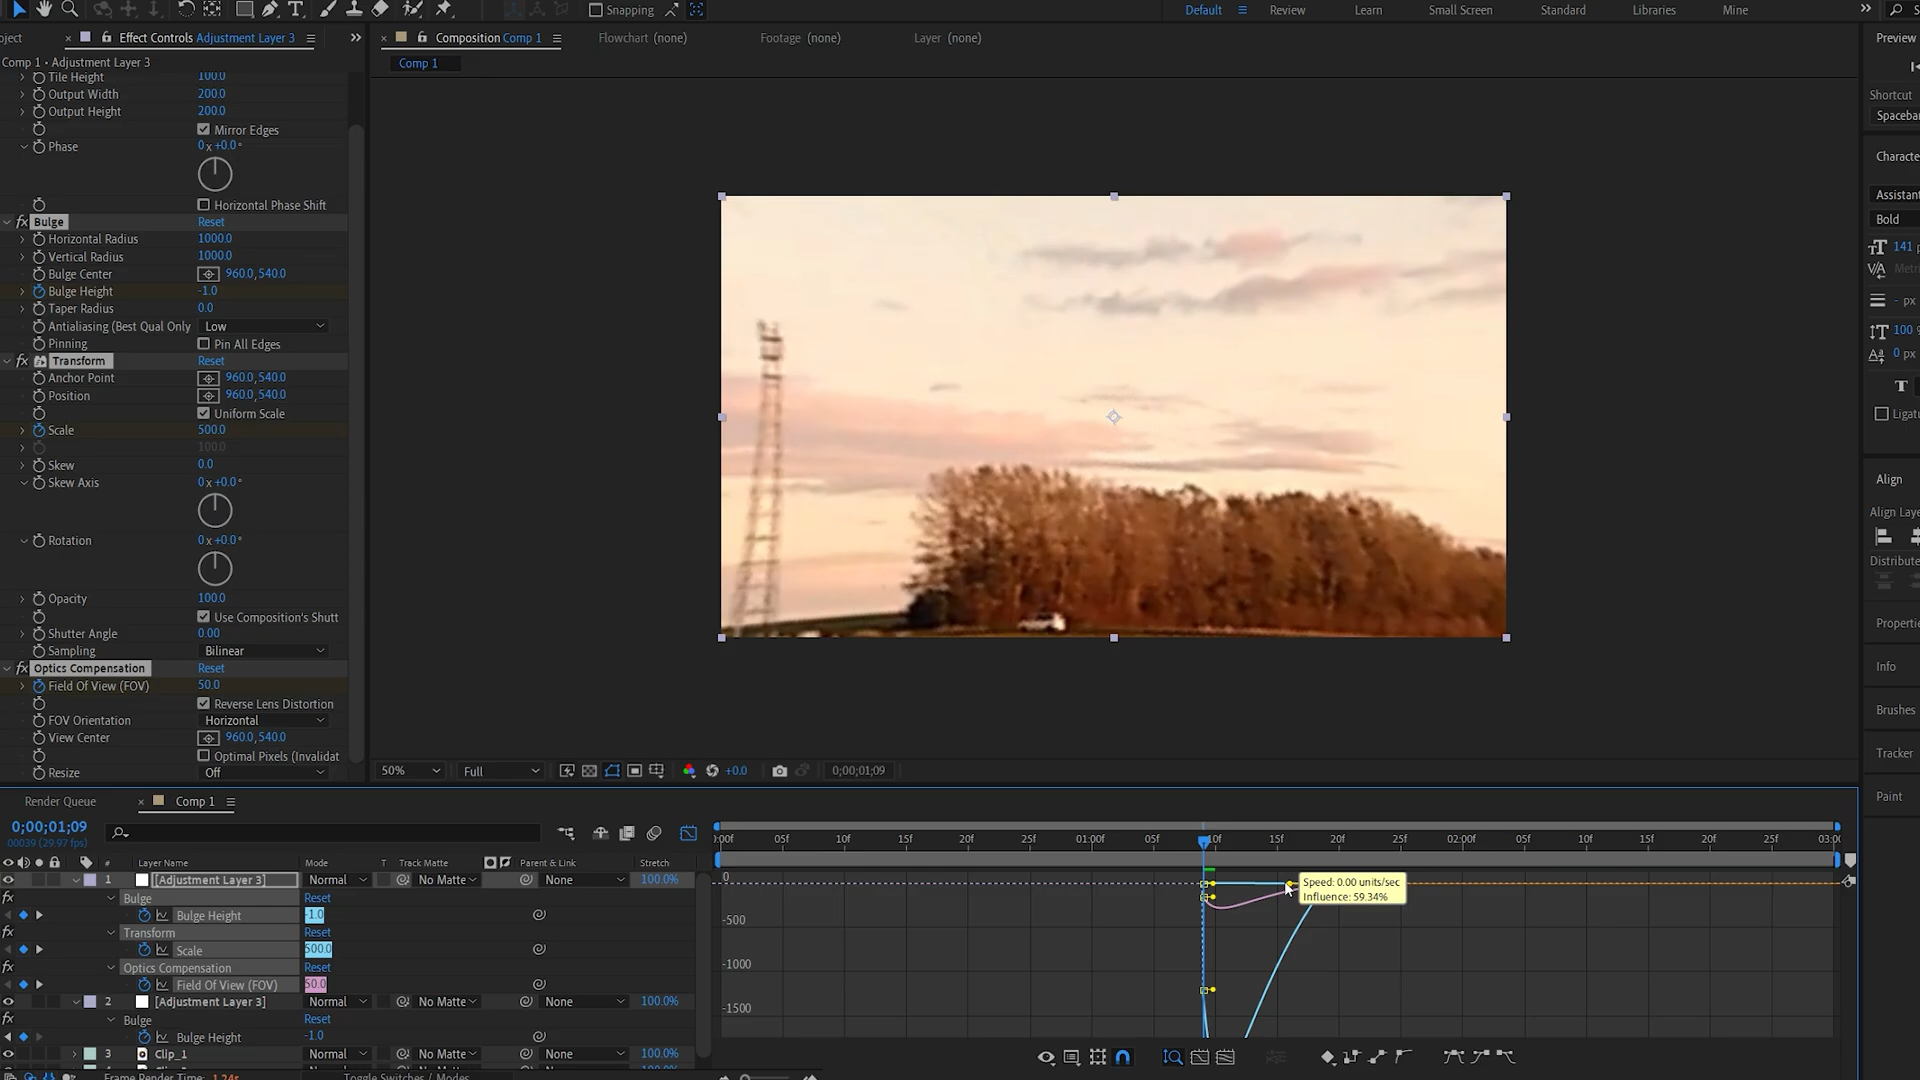 Snapping
Default
Review
Learn
Small Screen
Standard
Libraries
Mine
oject
Effect Controls Adjustment Layer 3
Composition Comp 1
Flowchart (none)
Footage (none)
Layer (none)
Preview
Comp 1 • Adjustment Layer 3
Comp 1
Tile Height 100.0
Output Width 200.0
Output Height 200.0
Mirror Edges
Phase 0 x +0.0°
Horizontal Phase Shift
fx Bulge Reset
Horizontal Radius 1000.0
Vertical Radius 1000.0
Bulge Center 960.0, 540.0
Bulge Height -1.0
Taper Radius 0.0
Antialiasing (Best Qual Only Low
Pinning Pin All Edges
fx Transform Reset
Anchor Point 960.0, 540.0
Position 960.0, 540.0
Uniform Scale
Scale 500.0
100.0
Skew 0.0
Skew Axis 0 x +0.0°
Rotation 0 x +0.0°
Opacity 100.0
Use Composition's Shutt
Shutter Angle 0.00
Sampling Bilinear
fx Optics Compensation Reset
Field Of View (FOV) 50.0
Reverse Lens Distortion
FOV Orientation Horizontal
View Center 960.0, 540.0
Optimal Pixels (Invalidat
Resize Off
50%
Full
+0.0
0;00;01;09
Shortcut
Spacebar
Characte
Assistant
Bold
141 p
Metri
- px
100 %
0 px
Ligatu
Align
Align Laye
Distribute
Properti
Info
Brushes
Tracker
Paint
Render Queue
Comp 1
0;00;01;09
00039 (29.97 fps)
# Layer Name Mode T Track Matte Parent & Link Stretch
1 [Adjustment Layer 3] Normal No Matte None 100.0%
Bulge Reset
Bulge Height -1.0
fx Transform Reset
Scale 500.0
fx Optics Compensation Reset
Field Of View (FOV) 50.0
2 [Adjustment Layer 3] Normal No Matte None 100.0%
fx Bulge Reset
Bulge Height -1.0
3 Clip_1 Normal No Matte None 100.0%
Frame Render Time: 1.24s
Toggle Switches / Modes
:00f 05f 10f 15f 20f 25f 01:00f 05f 10f 15f 20f 25f 02:00f 05f 10f 15f 20f 25f 03:00
0
-500
-1000
-1500
Speed: 0.00 units/sec
Influence: 59.34%